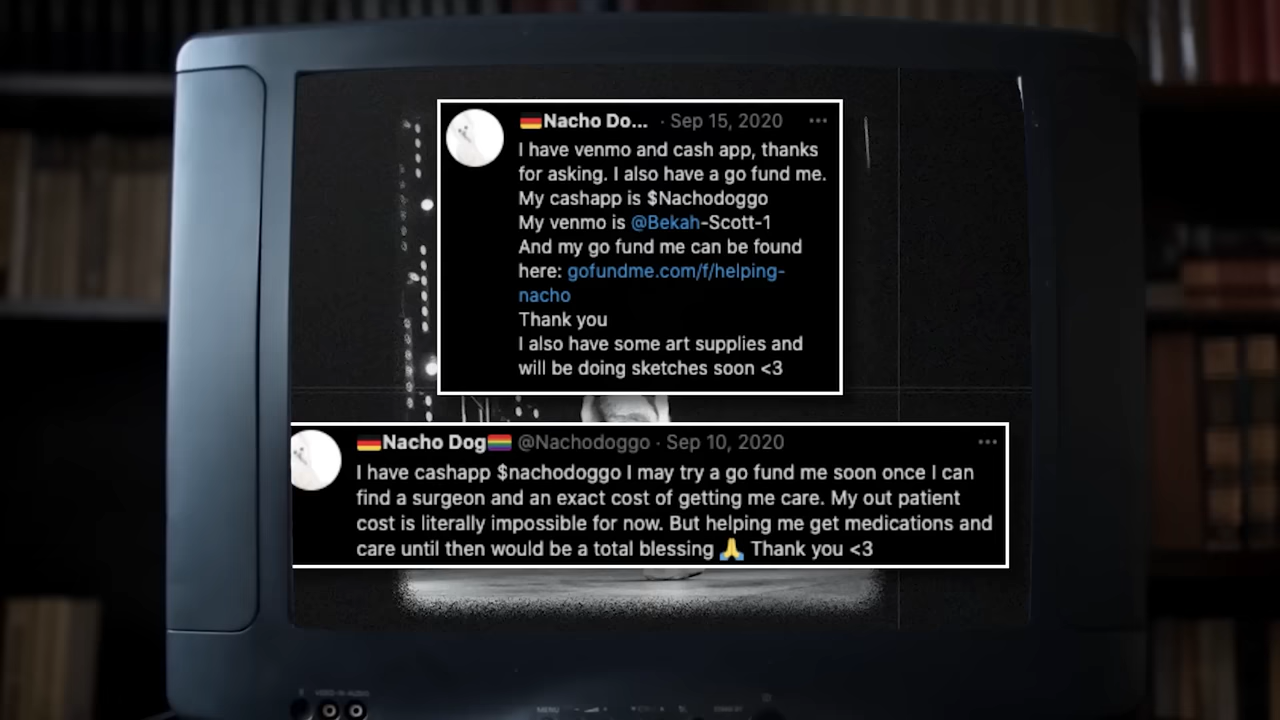 🇩🇪Nacho Do... · Sep 15, 2020 ...
I have venmo and cash app, thanks
for asking. I also have a go fund me.
My cashapp is $Nachodoggo
My venmo is @Bekah-Scott-1
And my go fund me can be found
here: gofundme.com/f/helping-
nacho
Thank you
I also have some art supplies and
will be doing sketches soon <3
🇩🇪Nacho Dog🏳️‍🌈 @Nachodoggo · Sep 10, 2020 ...
I have cashapp $nachodoggo I may try a go fund me soon once I can
find a surgeon and an exact cost of getting me care. My out patient
cost is literally impossible for now. But helping me get medications and
care until then would be a total blessing 🙏 Thank you <3
MENU